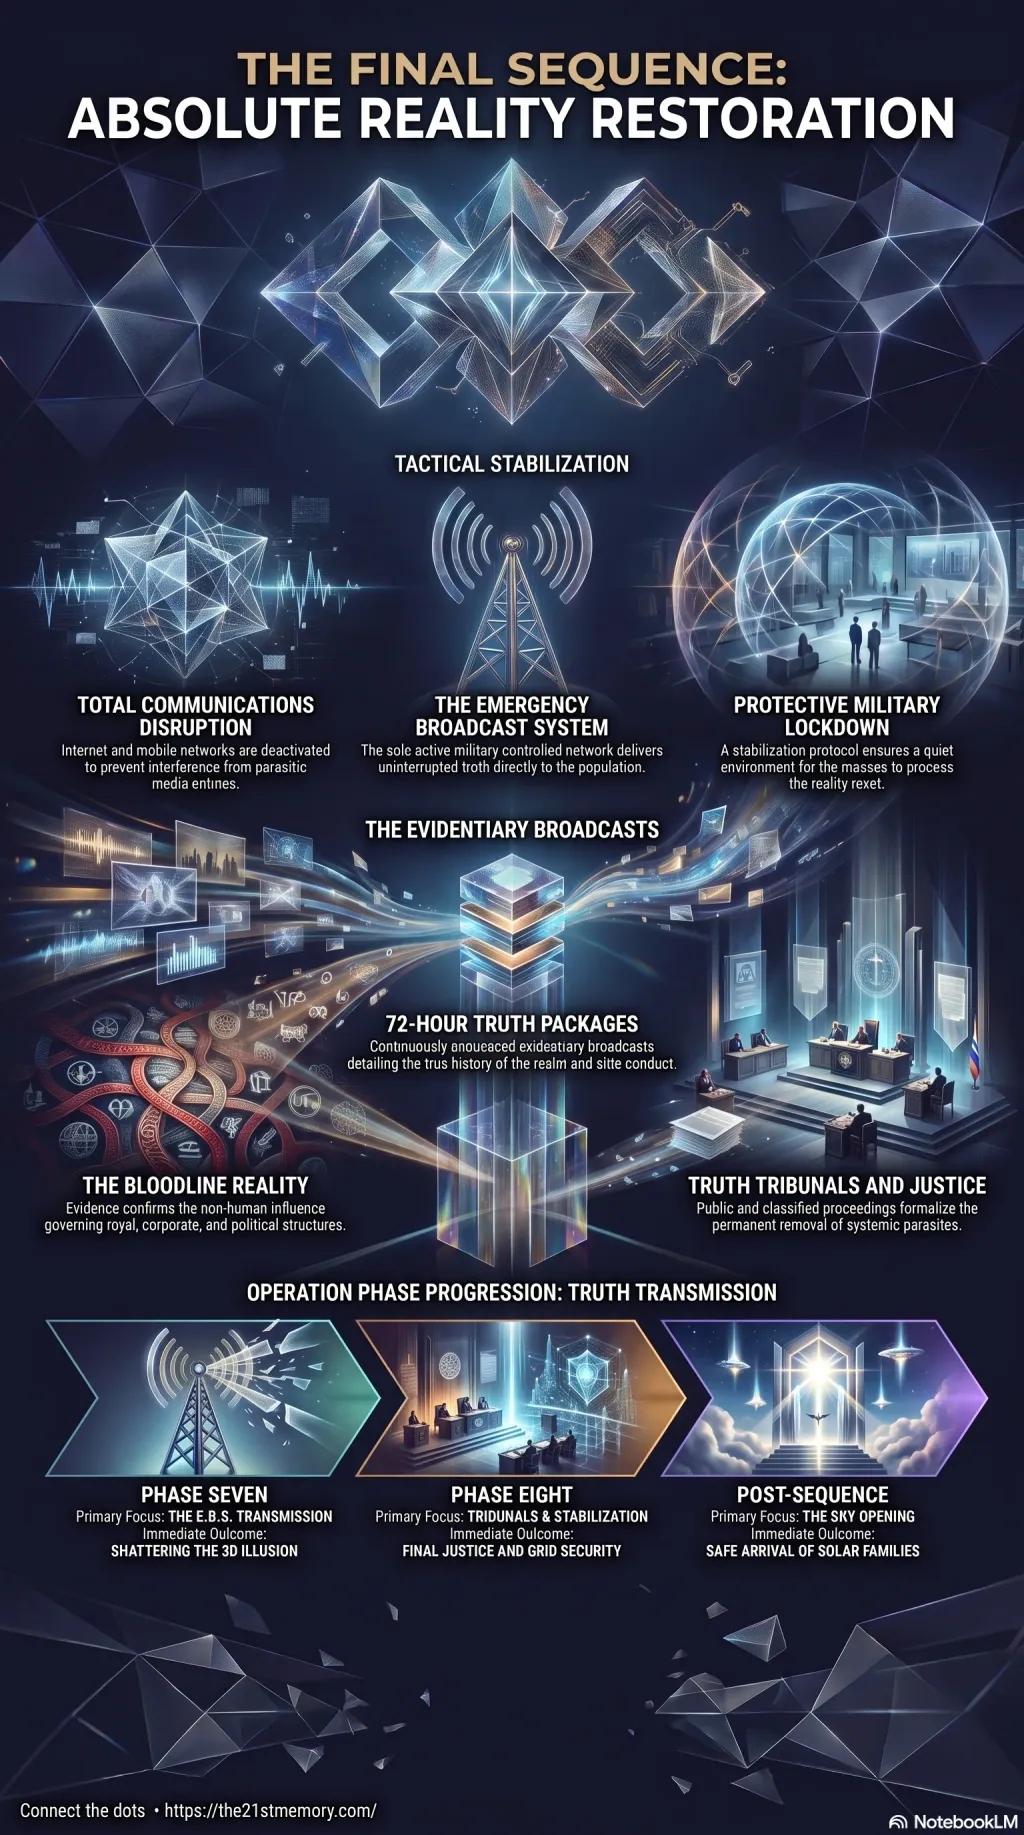 THE FINAL SEQUENCE:
ABSOLUTE REALITY RESTORATION
TACTICAL STABILIZATION
TOTAL COMMUNICATIONS
DISRUPTION
Internet and mobile networks are deactivated
to prevent interference from parasitic
media entines.
THE EMERGENCY
BROADCAST SYSTEM
The sole active military controlled network delivers
uninterrupted troth directly to the population.
PROTECTIVE MILITARY
LOCKDOWN
A stabilization protocol ensures a quiet
environment for the masses to process
the reality rexet.
THE EVIDENTIARY BROADCASTS
72-HOUR TRUTH PACKAGES
Continuously anoueaced exideatiary broadcasts
detailing the trus history of the realm and sitte conduct.
THE BLOODLINE REALITY
Evidence confirms the non-human influence
governing royal, corporate, and political structures.
TRUTH TRIBUNALS AND JUSTICE
Public and classified proceedings formalize the
permanent removal of systemic parasites.
OPERATION PHASE PROGRESSION: TRUTH TRANSMISSION
PHASE SEVEN
Primary Focus: THE E.B.S. TRANSMISSION
Immediate Outcome:
SHATTERING THE 3D ILLUSION
PHASE EIGHT
Primary Focus: TRIDUNALS & STABILIZATION
Immediate Oulcome:
FINAL JUSTICE AND GRID SECURITY
POST-SEQUENCE
Primary Focus: THE SKY OPENING
Immediate Outcome:
SAFE ARRIVAL OF SOLAR FAMILIES
Connect the dots • https://the21stmemory.com/
NotebookLM